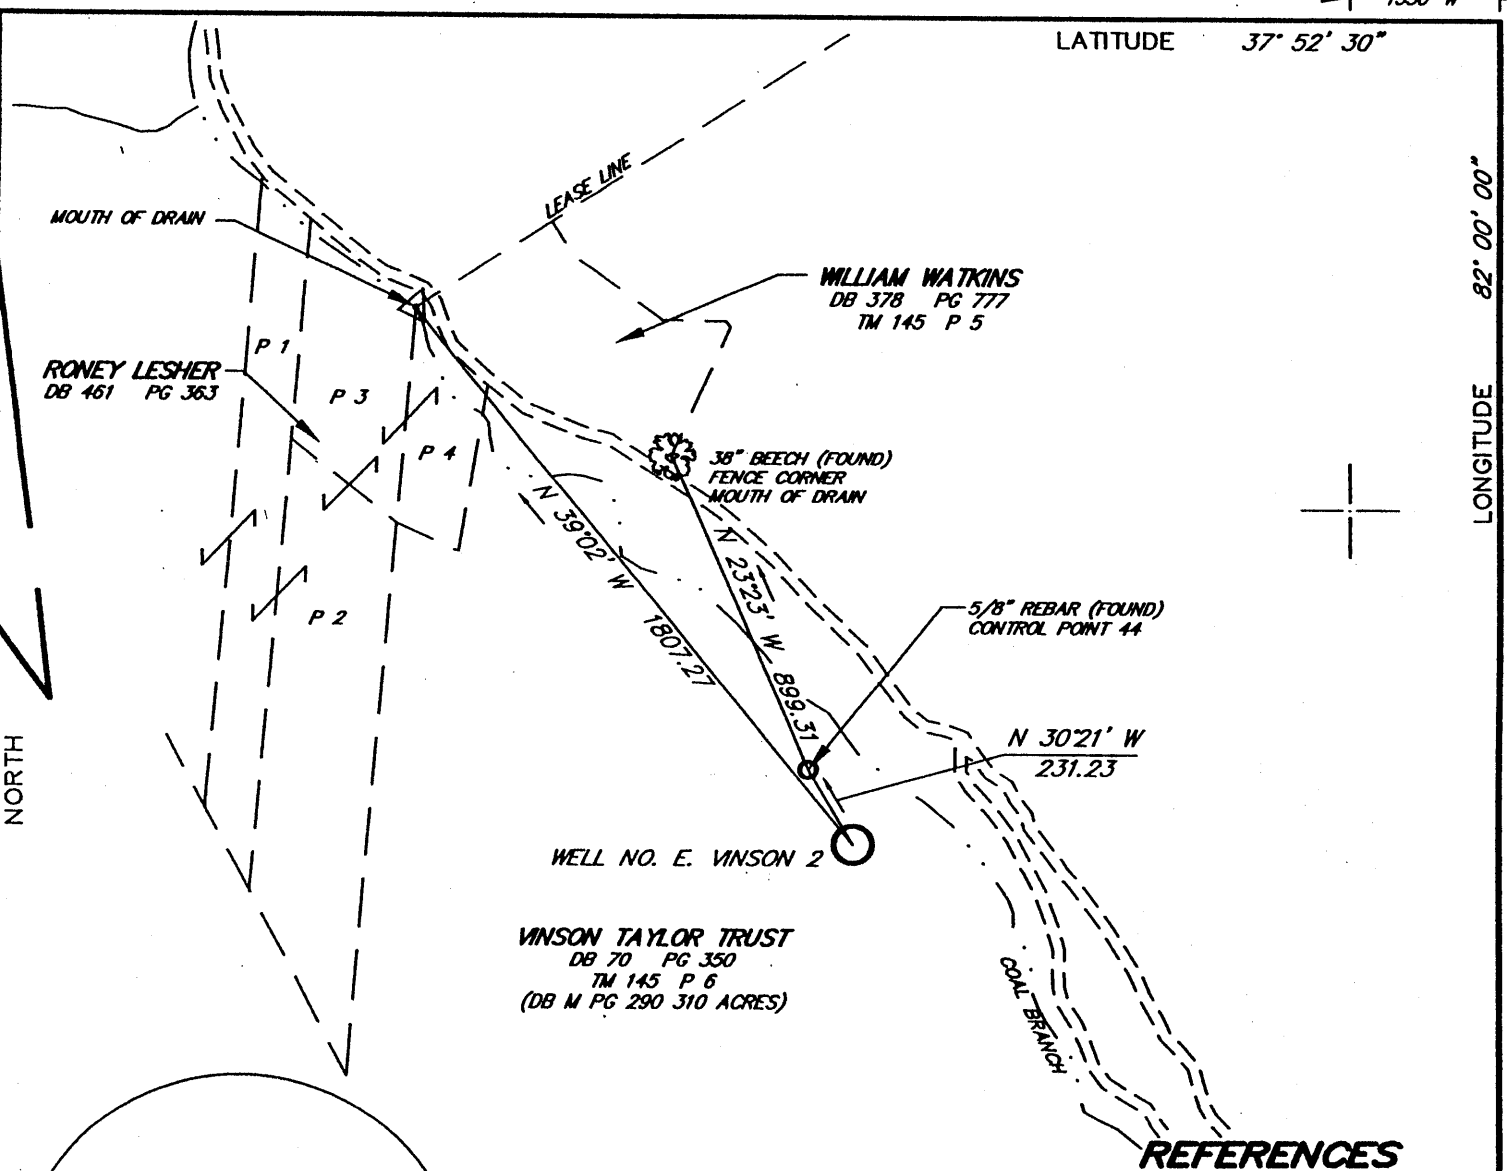 LATITUDE 37° 52' 30"
LONGITUDE 82° 00' 00"
LEASE LINE
MOUTH OF DRAIN
WILLIAM WATKINS
DB 378 PG 777
TM 145 P 5
P 1
RONEY LESHER
DB 461 PG 363
P 3
P 4
38" BEECH (FOUND)
FENCE CORNER
MOUTH OF DRAIN
N 39°02' W 1807.27
N 23°23' W 899.31
P 2
5/8" REBAR (FOUND)
CONTROL POINT 44
N 30°21' W
231.23
NORTH
WELL NO. E. VINSON 2
VINSON TAYLOR TRUST
DB 70 PG 350
TM 145 P 6
(DB M PG 290 310 ACRES)
COAL BRANCH
REFERENCES